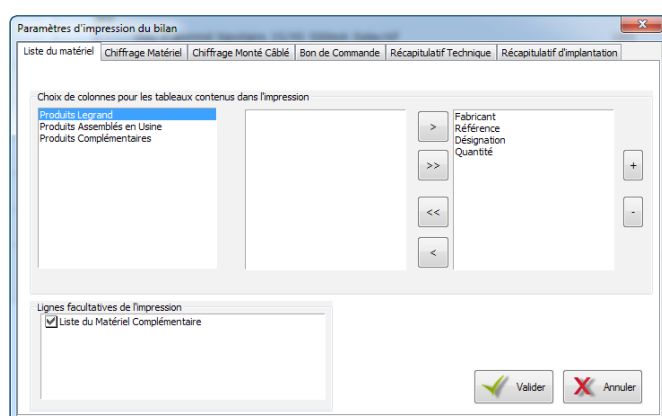 Paramètres d'impression du bilan
Liste du matériel
Chiffrage Matériel
Chiffrage Monté Câblé
Bon de Commande
Récapitulatif Technique
Récapitulatif d'implantation
Choix de colonnes pour les tableaux contenus dans l'impression
Produits Legrand
Produits Assemblés en Usine
Produits Complémentaires
>
>>
<<
<
Fabricant
Référence
Désignation
Quantité
+
-
Lignes facultatives de l'impression
Liste du Matériel Complémentaire
Valider
Annuler